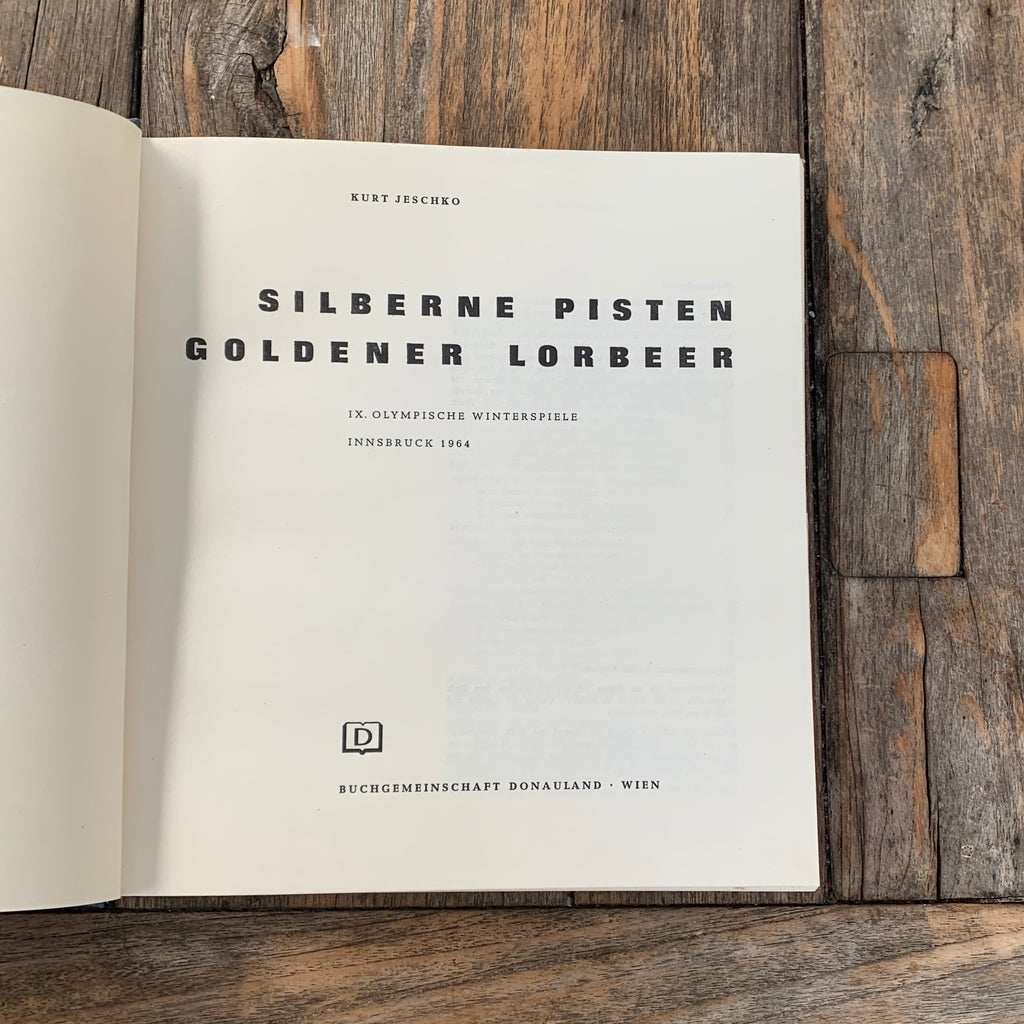 KURT JESCHKO
SILBERNE PISTEN
GOLDENER LORBEER
IX. OLYMPISCHE WINTERSPIELE
INNSBRUCK 1964
D
BUCHGEMEINSCHAFT DONAULAND · WIEN